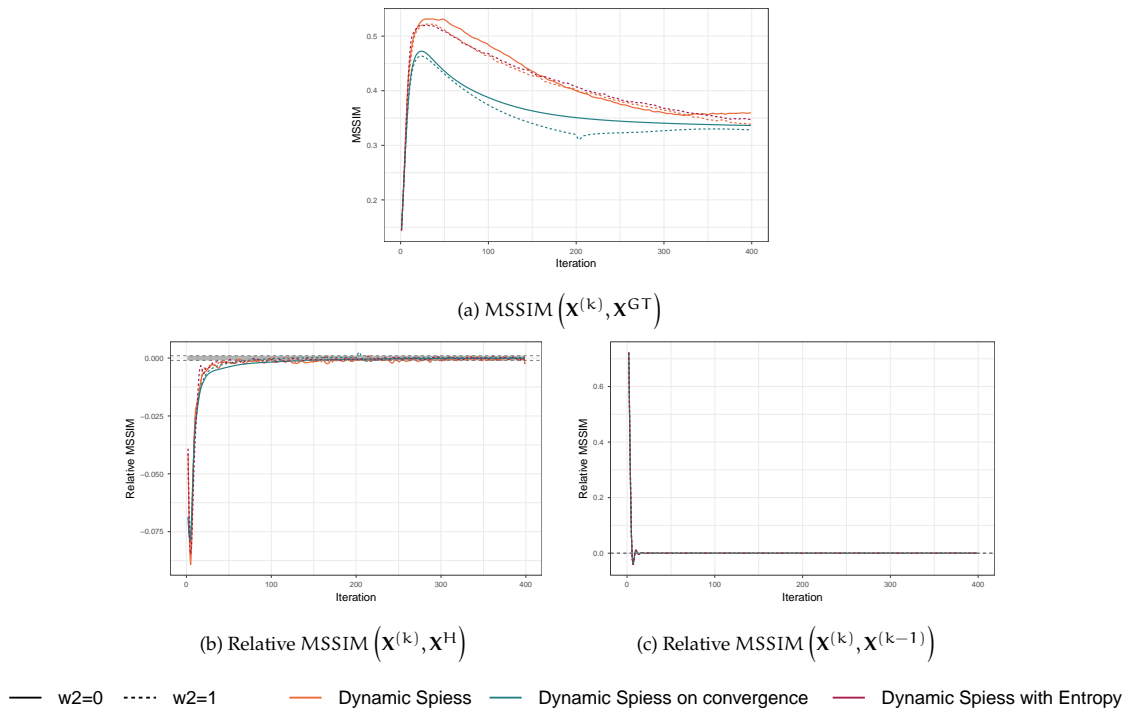 0.5
0.4
0.3
0.2
MSSIM
0 100 200 300 400
Iteration
(a) MSSIM (X^(k), X^GT)
0.000
−0.025
−0.050
−0.075
Relative MSSIM
0 100 200 300 400
Iteration
(b) Relative MSSIM (X^(k), X^H)
0.6
0.4
0.2
0.0
Relative MSSIM
0 100 200 300 400
Iteration
(c) Relative MSSIM (X^(k), X^(k−1))
w2=0 w2=1 Dynamic Spiess Dynamic Spiess on convergence Dynamic Spiess with Entropy